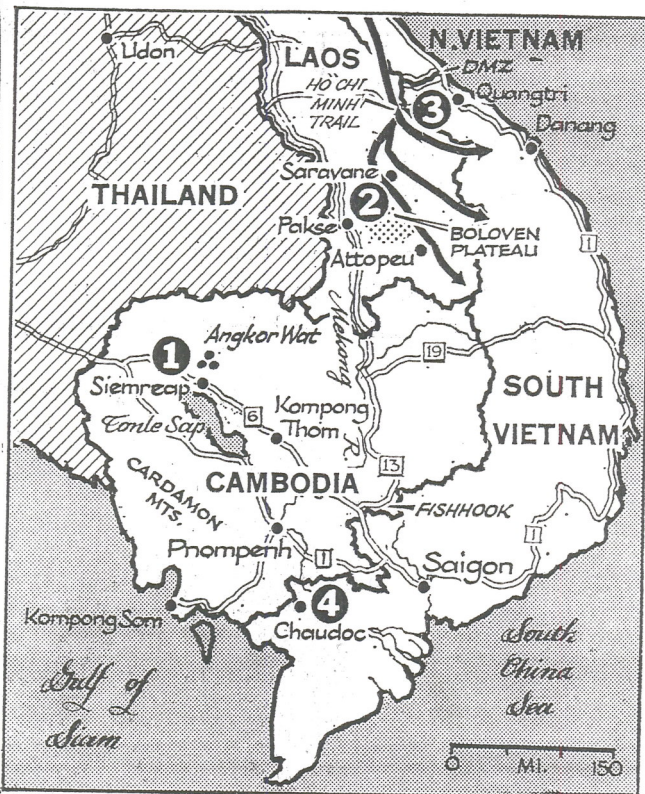 N. VIETNAM
LAOS
Udon
DMZ
HO CHI
MINH
TRAIL
3
Quangtri
Danang
Saravane
THAILAND
2
Pakse
BOLOVEN
PLATEAU
1
Attopeu
Mekong R.
1
Angkor Wat
19
Siemreap
SOUTH
VIETNAM
6
Kompong
Thom
Tonle Sap
13
CARDAMON
MTS.
CAMBODIA
FISHHOOK
Pnompenh
1
1
Saigon
4
Kompong Som
Chaudoc
South
China
Sea
Gulf of
Siam
0 MI. 150